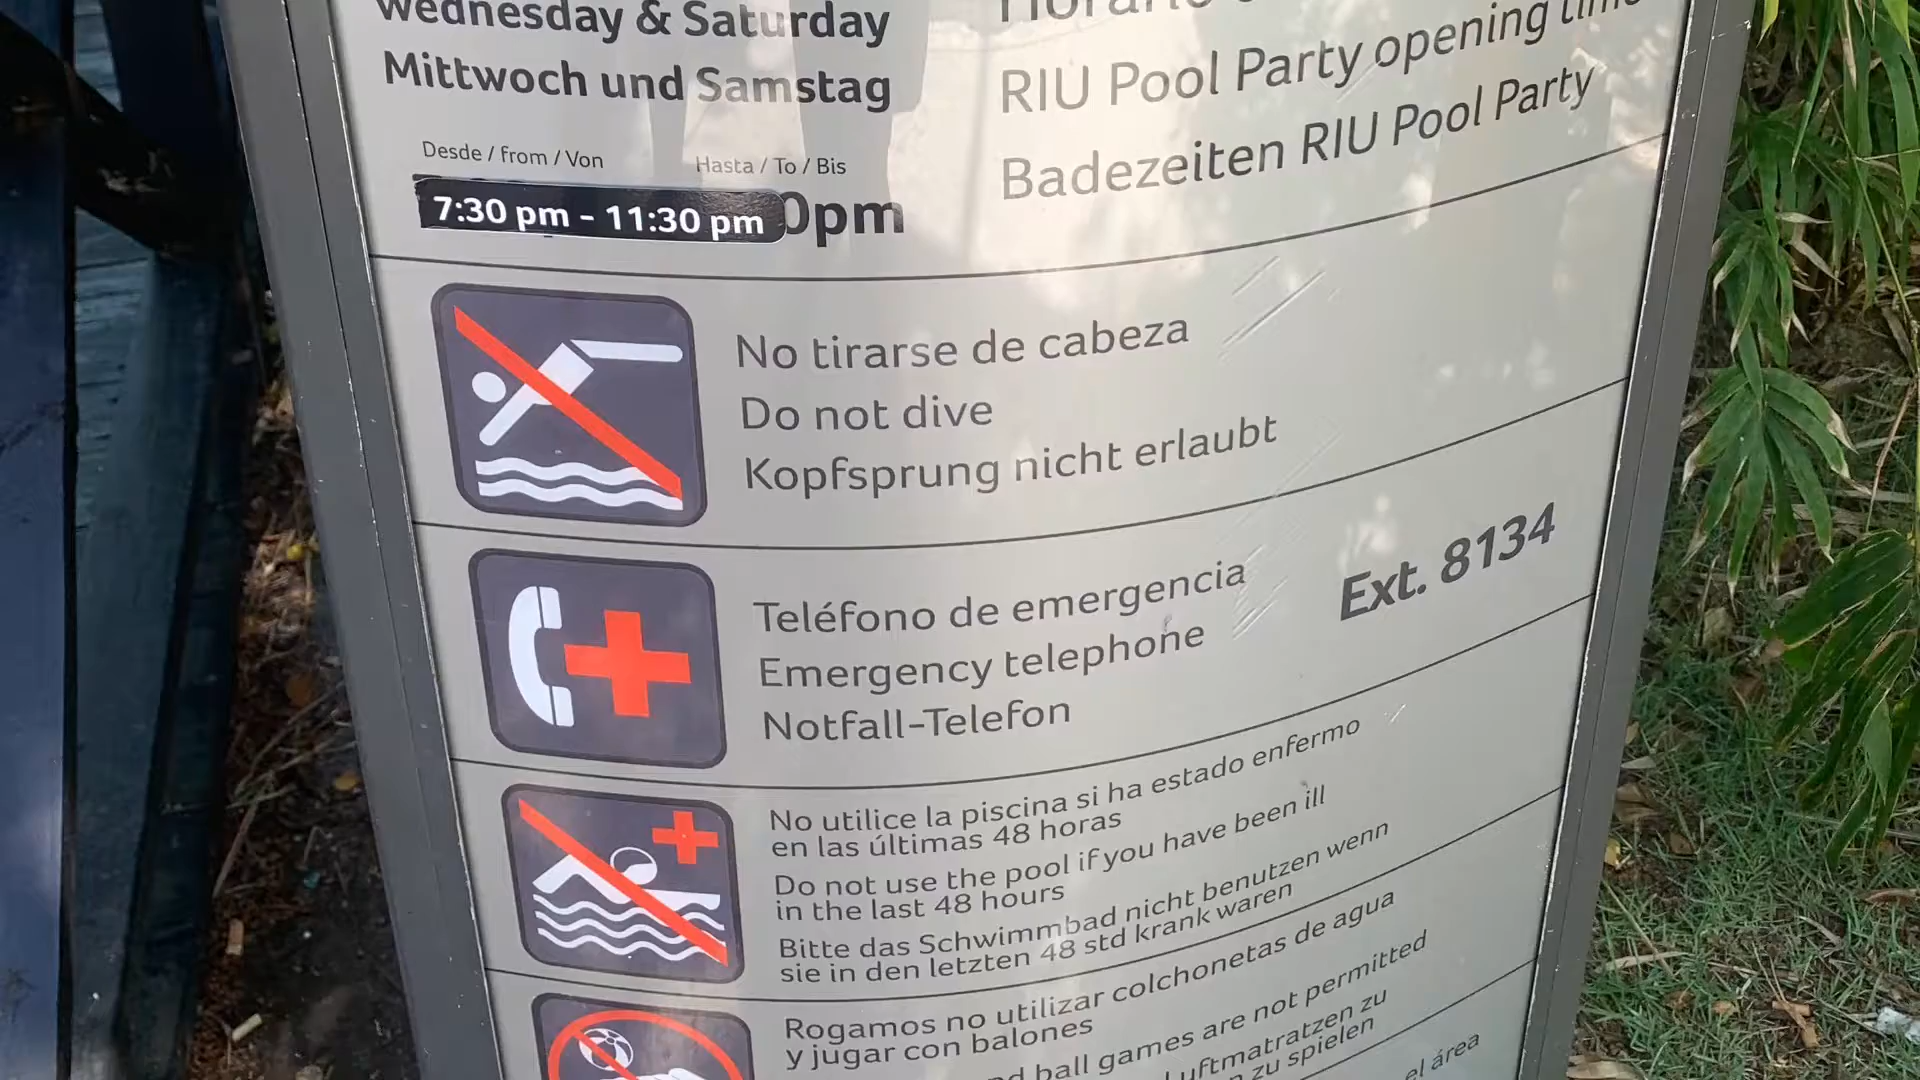 Wednesday & Saturday
Mittwoch und Samstag
RIU Pool Party opening time
Badezeiten RIU Pool Party
Desde / from / Von
Hasta / To / Bis
7:30 pm - 11:30 pm
0pm
No tirarse de cabeza
Do not dive
Kopfsprung nicht erlaubt
Teléfono de emergencia
Emergency telephone
Notfall-Telefon
Ext. 8134
No utilice la piscina si ha estado enfermo
en las últimas 48 horas
Do not use the pool if you have been ill
in the last 48 hours
Bitte das Schwimmbad nicht benutzen wenn
sie in den letzten 48 std krank waren
Rogamos no utilizar colchonetas de agua
y jugar con balones
ball games are not permitted
zu
zu spielen
el área